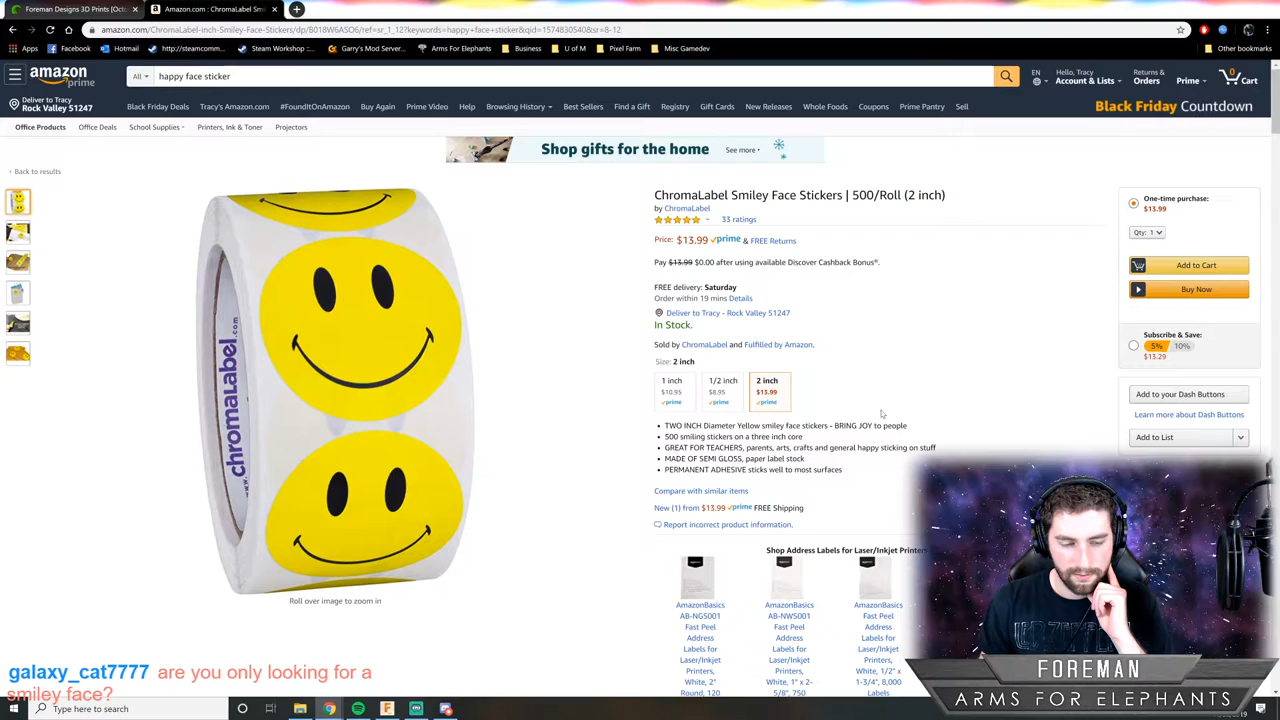 Foreman Designs 3D Prints (Octob
Amazon.com : ChromaLabel Smi
amazon.com/ChromaLabel-inch-Smiley-Face-Stickers/dp/B018W6ASO6/ref=sr_1_12?keywords=happy+face+sticker&qid=1574830540&sr=8-12
Apps Facebook Hotmail http://steamcomm... Steam Workshop :... Garry's Mod Server... Arms For Elephants Business U of M Pixel Farm Misc Gamedev Other bookmarks
amazon prime
All happy face sticker
EN Hello, Tracy Account & Lists
Returns & Orders
Prime
0 Cart
Deliver to Tracy
Rock Valley 51247
Black Friday Deals Tracy's Amazon.com #FoundItOnAmazon Buy Again Prime Video Help Browsing History Best Sellers Find a Gift Registry Gift Cards New Releases Whole Foods Coupons Prime Pantry Sell
Black Friday Countdown
Office Products Office Deals School Supplies Printers, Ink & Toner Projectors
Shop gifts for the home See more
‹ Back to results
chromaLabel.com
Roll over image to zoom in
ChromaLabel Smiley Face Stickers | 500/Roll (2 inch)
by ChromaLabel
33 ratings
Price: $13.99 prime & FREE Returns
Pay $13.99 $0.00 after using available Discover Cashback Bonus®.
FREE delivery: Saturday
Order within 19 mins Details
Deliver to Tracy - Rock Valley 51247
In Stock.
Sold by ChromaLabel and Fulfilled by Amazon.
Size: 2 inch
1 inch 1/2 inch 2 inch
$10.95 $8.95 $13.99
prime prime prime
• TWO INCH Diameter Yellow smiley face stickers - BRING JOY to people
• 500 smiling stickers on a three inch core
• GREAT FOR TEACHERS, parents, arts, crafts and general happy sticking on stuff
• MADE OF SEMI GLOSS, paper label stock
• PERMANENT ADHESIVE sticks well to most surfaces
Compare with similar items
New (1) from $13.99 prime FREE Shipping
Report incorrect product information.
Shop Address Labels for Laser/Inkjet Printers
AmazonBasics AmazonBasics AmazonBasics
AB-NGS001 AB-NWS001 AB-NWS001
Fast Peel Fast Peel Fast Peel
Address Address Address
Labels for Labels for Labels for
Laser/Inkjet Laser/Inkjet Laser/Inkjet
Printers, Printers, Printers,
White, 2" White, 1" x 2- White, 1/2" x
Round, 120 5/8", 750 1-3/4", 8,000
Labels
One-time purchase:
$13.99
Qty: 1
Add to Cart
Buy Now
Subscribe & Save:
5% 10%
$13.29
Add to your Dash Buttons
Learn more about Dash Buttons
Add to List
galaxy_cat7777 are you only looking for a
smiley face?
FOREMAN
ARMS FOR ELEPHANTS
Type here to search